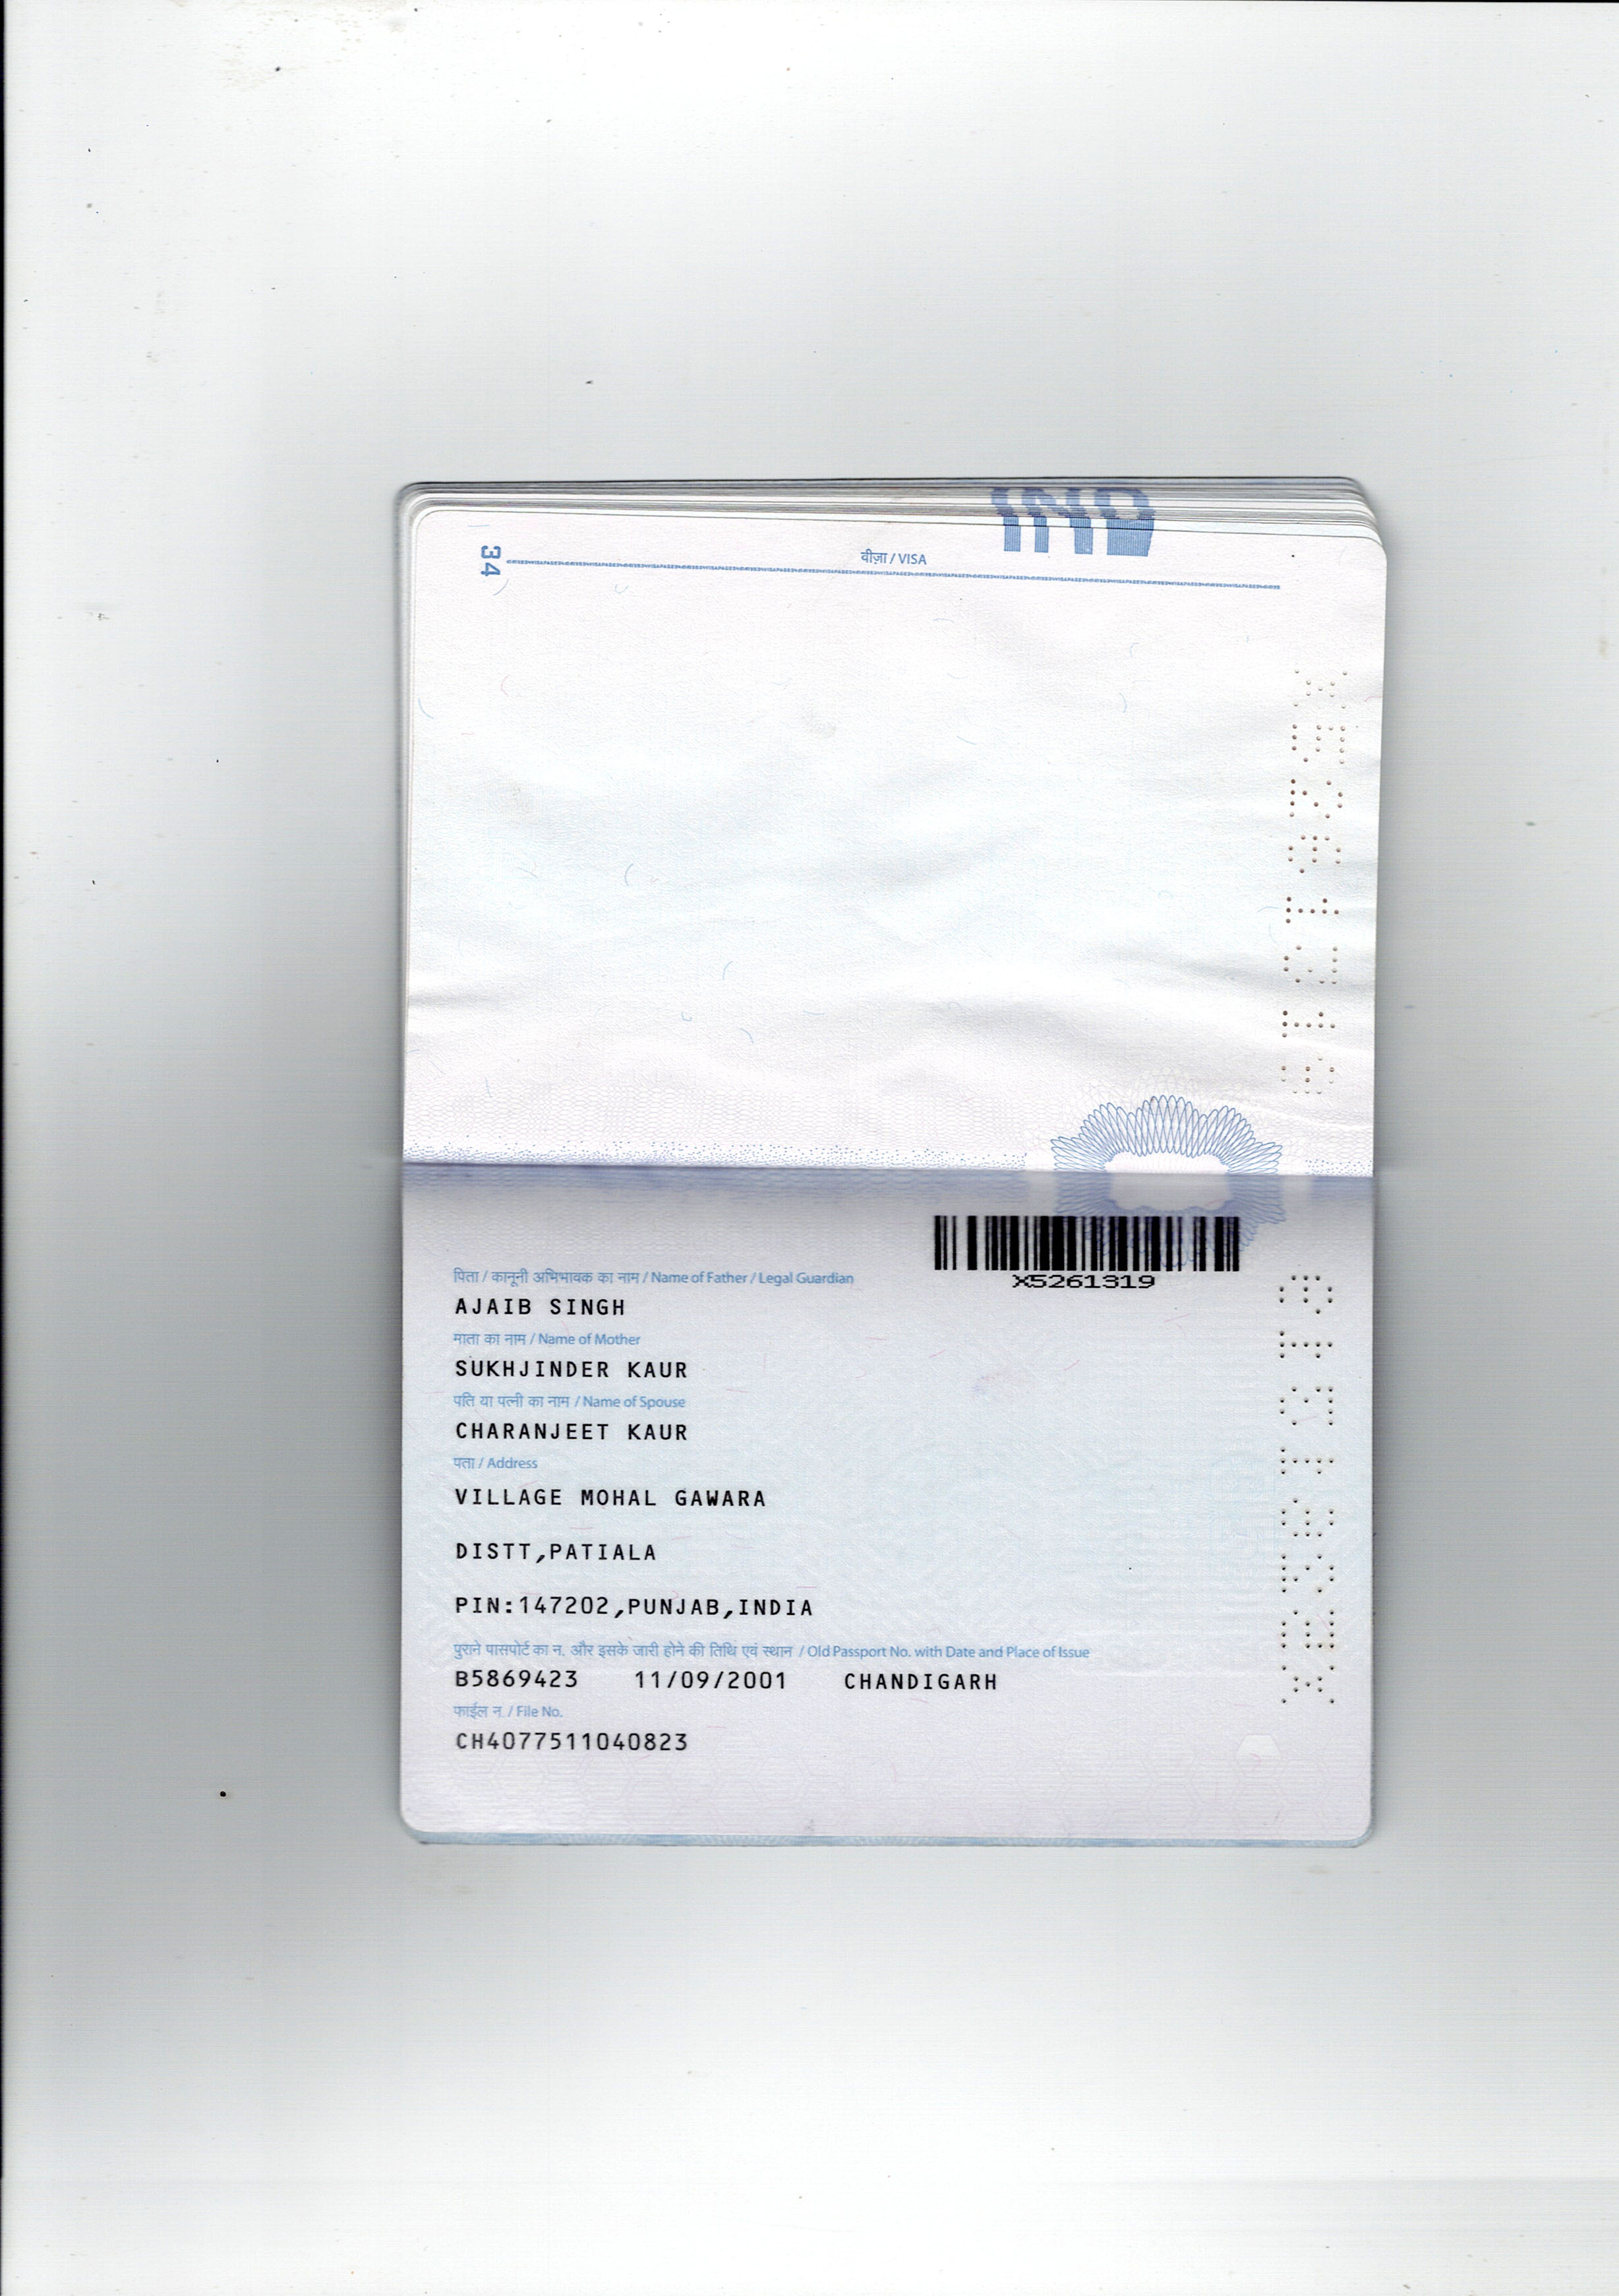 34
वीज़ा / VISA
IND
X5261319
X5261319
पिता / कानूनी अभिभावक का नाम / Name of Father / Legal Guardian
AJAIB SINGH
माता का नाम / Name of Mother
SUKHJINDER KAUR
पति या पत्नी का नाम / Name of Spouse
CHARANJEET KAUR
पता / Address
VILLAGE MOHAL GAWARA
DISTT,PATIALA
PIN:147202,PUNJAB,INDIA
पुराने पासपोर्ट का न. और इसके जारी होने की तिथि एवं स्थान / Old Passport No. with Date and Place of Issue
B5869423 11/09/2001 CHANDIGARH
फाईल न. / File No.
CH4077511040823
X5261319